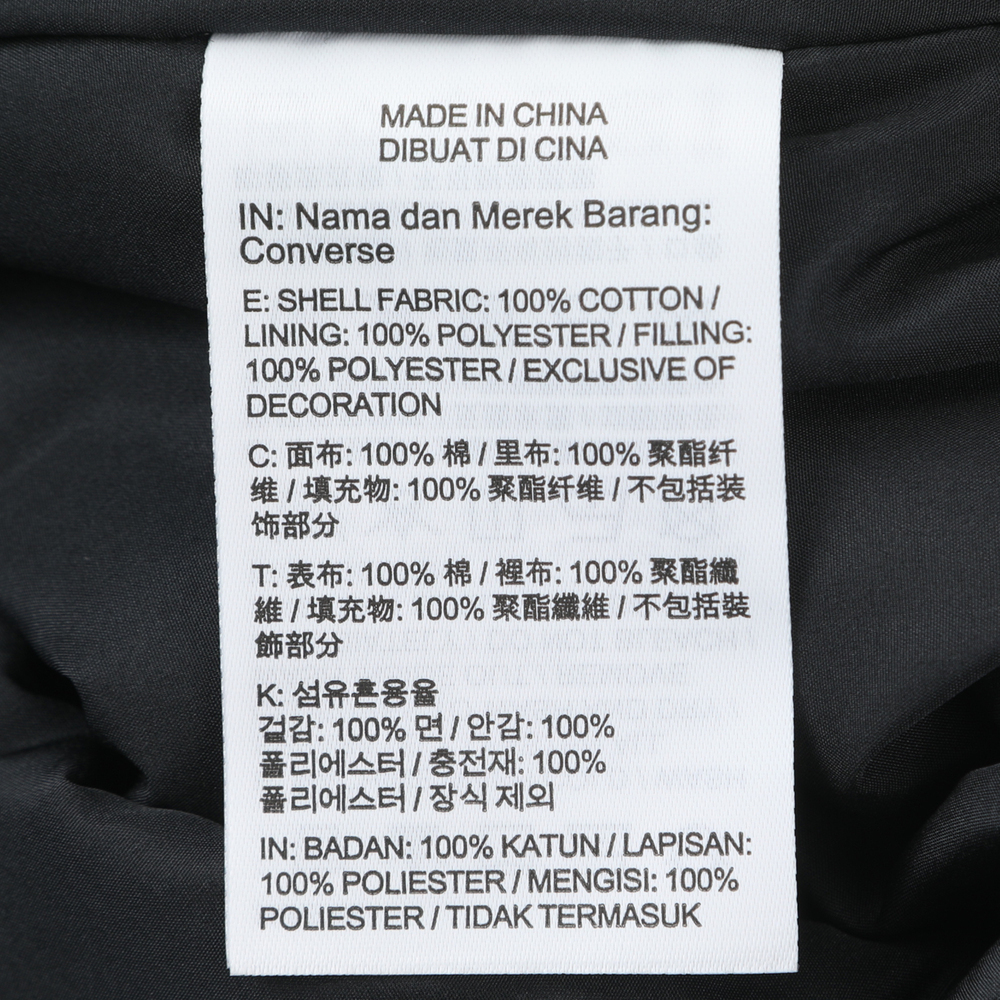 MADE IN CHINA
DIBUAT DI CINA
IN: Nama dan Merek Barang:
Converse
E: SHELL FABRIC: 100% COTTON /
LINING: 100% POLYESTER / FILLING:
100% POLYESTER / EXCLUSIVE OF
DECORATION
C: 面布: 100% 棉 / 里布: 100% 聚酯纤
维 / 填充物: 100% 聚酯纤维 / 不包括装
饰部分
T: 表布: 100% 棉 / 裡布: 100% 聚酯纖
維 / 填充物: 100% 聚酯纖維 / 不包括裝
飾部分
K: 섬유혼용율
겉감: 100% 면 / 안감: 100%
폴리에스터 / 충전재: 100%
폴리에스터 / 장식 제외
IN: BADAN: 100% KATUN / LAPISAN:
100% POLIESTER / MENGISI: 100%
POLIESTER / TIDAK TERMASUK